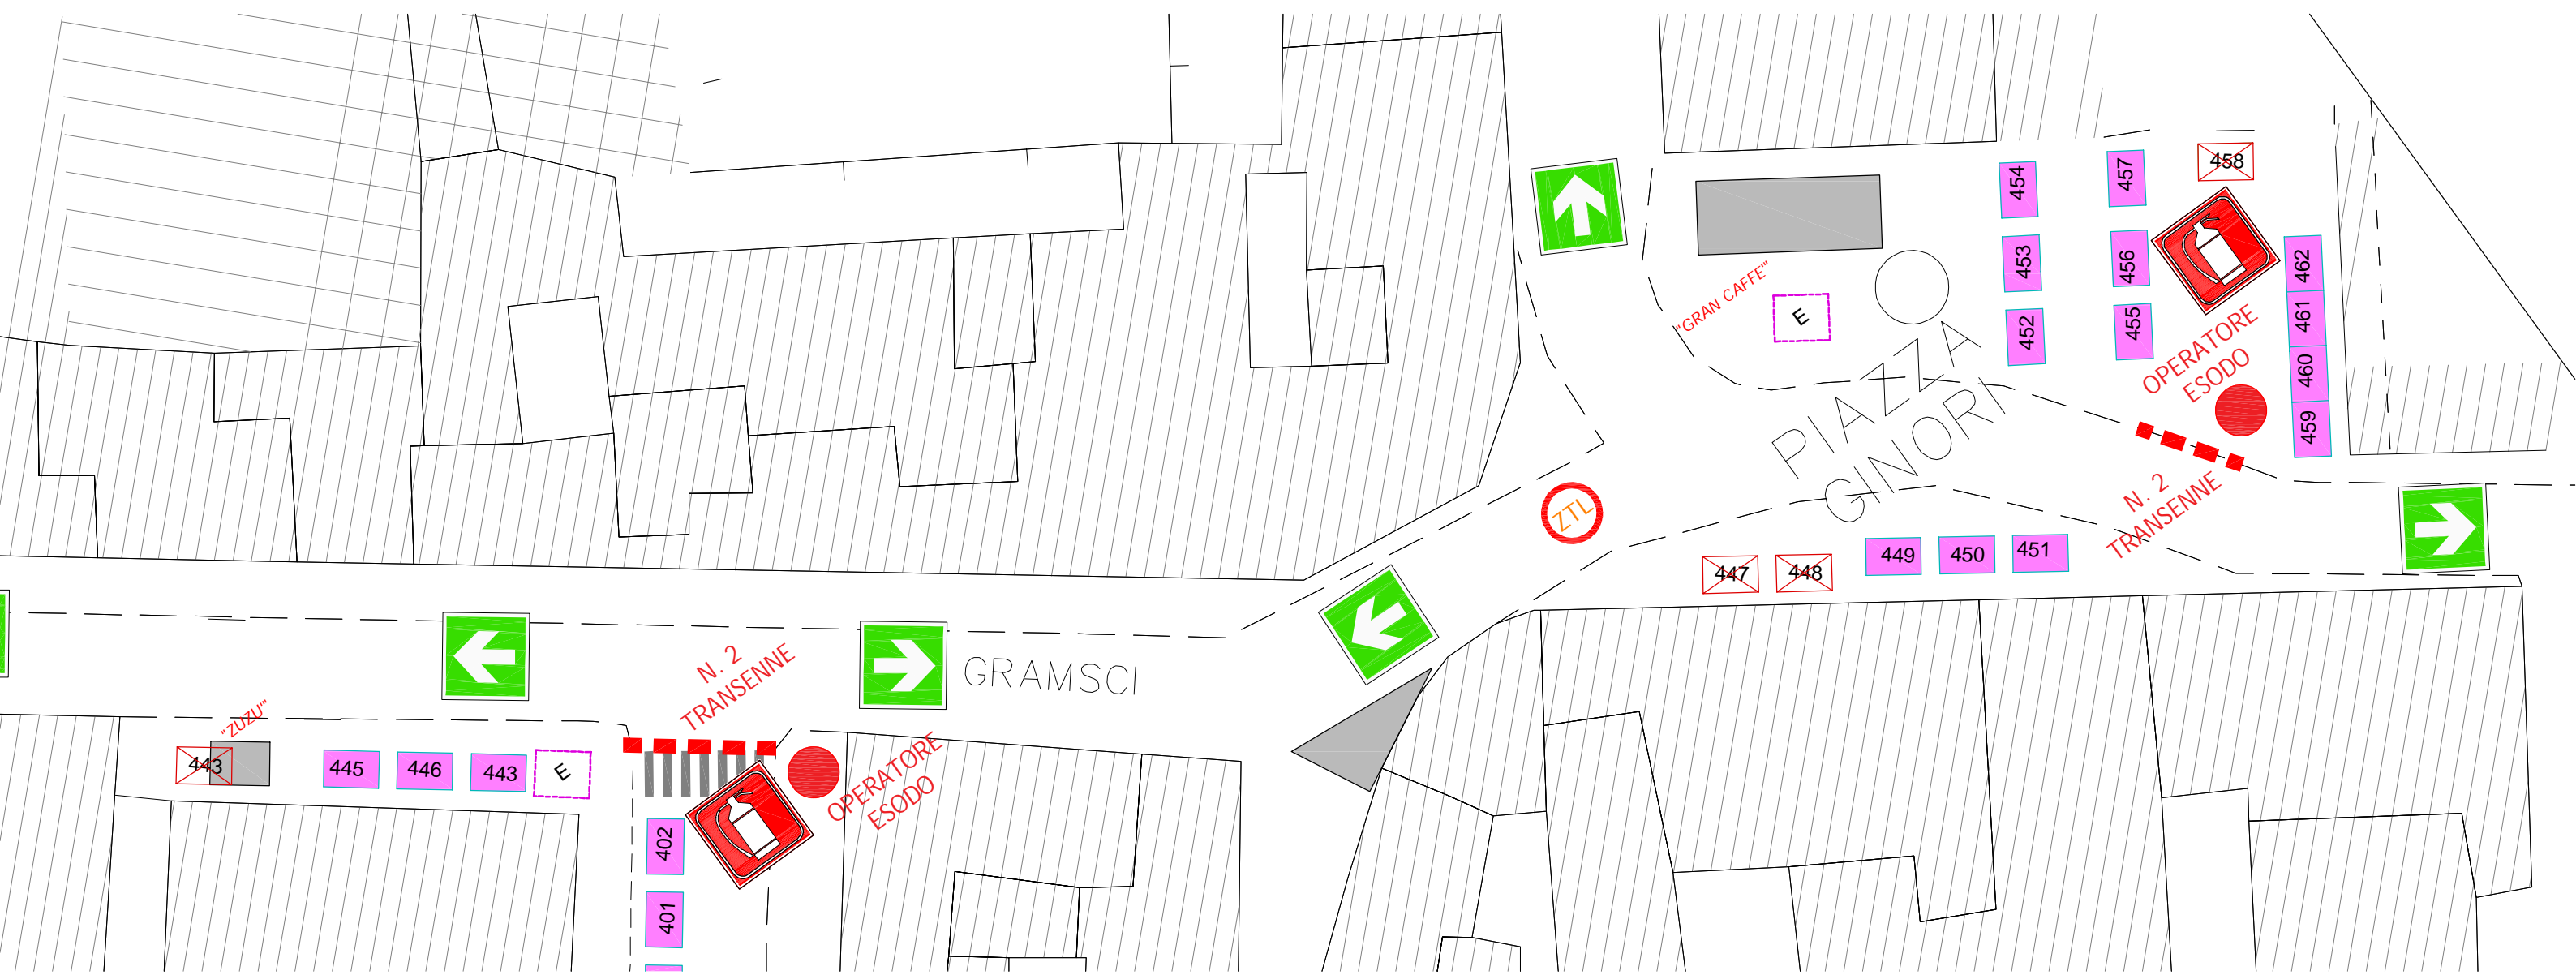 458
457
454
456
453
462
461
455
452
460
459
"GRAN CAFFE'"
E
OPERATORE
ESODO
PIAZZA
GINORI
N. 2
TRANSENNE
ZTL
447
448
449
450
451
N. 2
TRANSENNE
GRAMSCI
"ZUZU'"
443
445
446
443
E
OPERATORE
ESODO
402
401